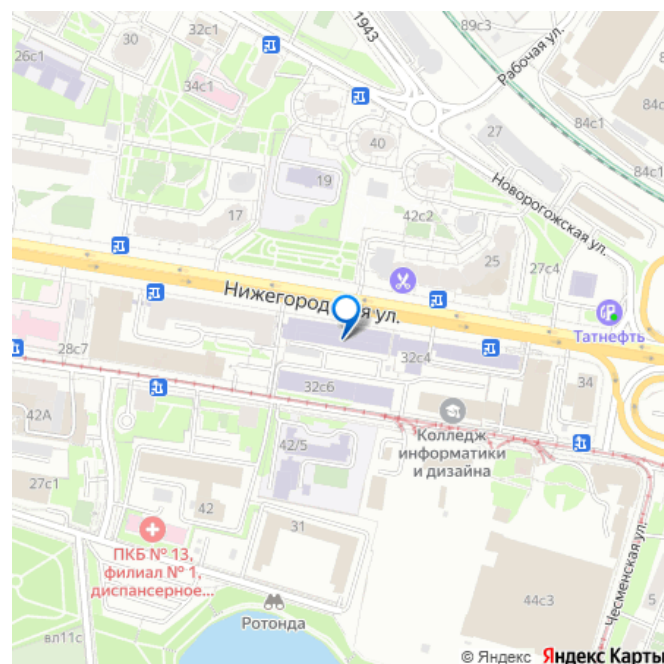 32с1
1943
89с3
30
26с1
Рабочая ул.
84с1
34с1
84с1
27
40
Новорогожская ул.
19
17
42с2
25
27с4
Нижегородская ул.
Татнефть
28с7
32с4
32с6
34
42А
Колледж
информатики
и дизайна
42/5
27с1
42
31
ПКБ № 13,
филиал № 1,
диспансерное...
44с3
Чесменская ул.
5
Ротонда
вл11с
© Яндекс Яндекс Карты